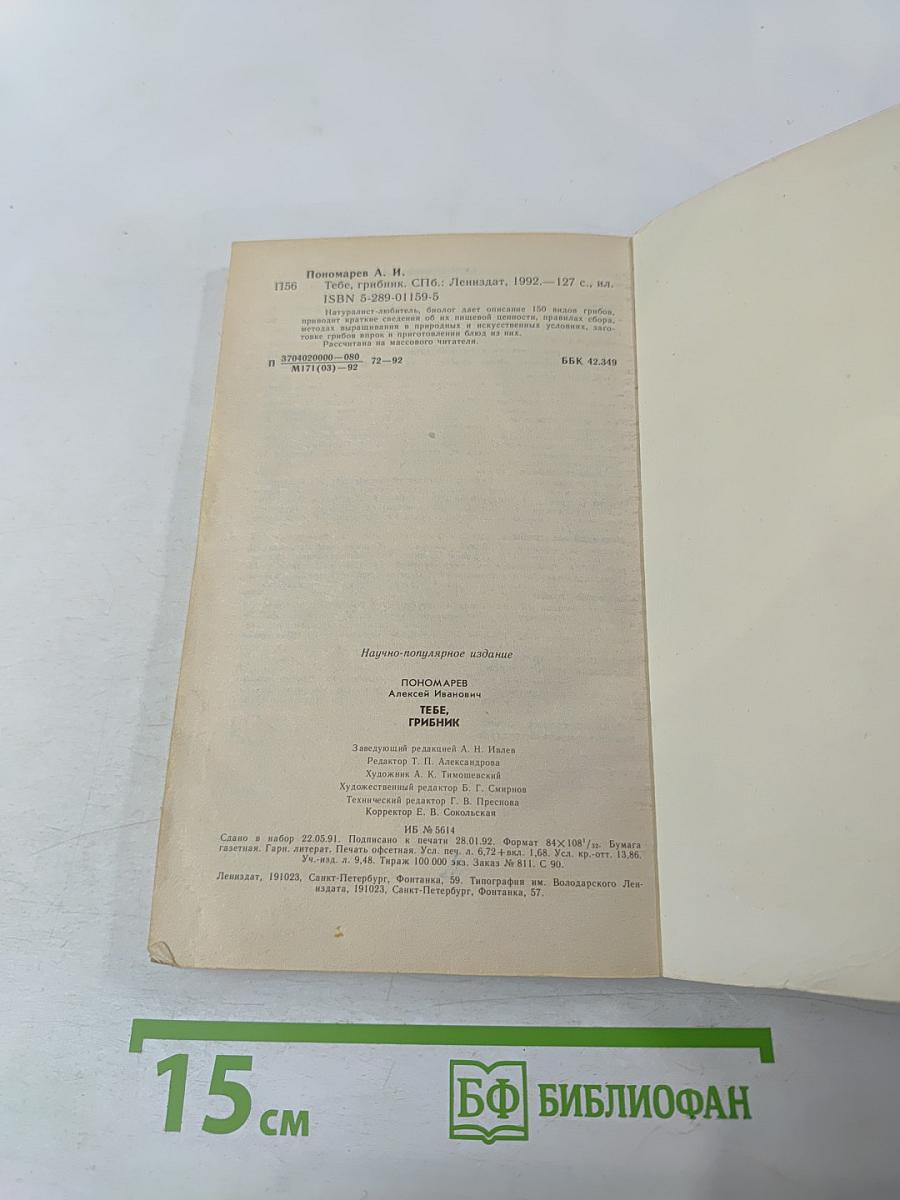 Пономарев А. И.
П56 Тебе, грибник. СПб.: Лениздат, 1992.—127 с., ил.
ISBN 5-289-01159-5
Натуралист-любитель, биолог дает описание 150 видов грибов,
приводит краткие сведения об их пищевой ценности, правилах сбора,
методах выращивания в природных и искусственных условиях, заго-
товке грибов впрок и приготовлении блюд из них.
Рассчитана на массового читателя.
П 3704020000—080 72—92 ББК 42.349
М171(03)—92
Научно-популярное издание
ПОНОМАРЕВ
Алексей Иванович
ТЕБЕ,
ГРИБНИК
Заведующий редакцией А. Н. Ивлев
Редактор Т. П. Александрова
Художник А. К. Тимошевский
Художественный редактор Б. Г. Смирнов
Технический редактор Г. В. Преснова
Корректор Е. В. Сокольская
ИБ № 5614
Сдано в набор 22.05.91. Подписано к печати 28.01.92. Формат 84×108¹/₃₂. Бумага
газетная. Гарн. литерат. Печать офсетная. Усл. печ. л. 6,72+вкл. 1,68. Усл. кр.-отт. 13,86.
Уч.-изд. л. 9,48. Тираж 100 000 экз. Заказ № 811. С 90.
Лениздат, 191023, Санкт-Петербург, Фонтанка, 59. Типография им. Володарского Лен-
издата, 191023, Санкт-Петербург, Фонтанка, 57.
15 см
БФ БИБЛИОФАН